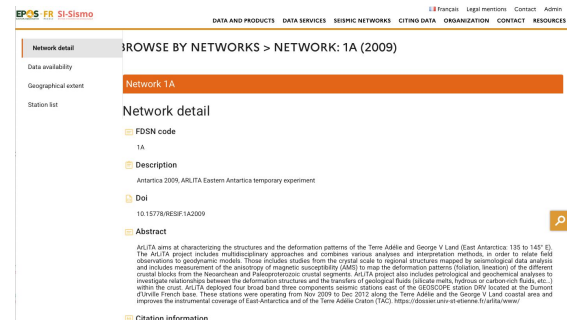 EPOS-FR SI-Sismo
Français Legal mentions Contact Admin
DATA AND PRODUCTS DATA SERVICES SEISMIC NETWORKS CITING DATA ORGANIZATION CONTACT RESOURCES
Network detail
Data availability
Geographical extent
Station list
BROWSE BY NETWORKS > NETWORK: 1A (2009)
Network 1A
Network detail
FDSN code
1A
Description
Antartica 2009, ARLITA Eastern Antartica temporary experiment
Doi
10.15778/RESIF.1A2009
Abstract
ArLiTA aims at characterizing the structures and the deformation patterns of the Terre Adélie and George V Land (East Antarctica: 135 to 145° E).
The ArLiTA project includes multidisciplinary approaches and combines various analyses and interpretation methods, in order to relate field
observations to geodynamic models. Those includes studies from the crystal scale to regional structures mapped by seismological data analysis
and includes measurement of the anisotropy of magnetic susceptibility (AMS) to map the deformation patterns (foliation, lineation) of the different
crustal blocks from the Neoarchean and Paleoproterozoic crustal segments. ArLiTA project also includes petrological and geochemical analyses to
investigate relationships between the deformation structures and the transfers of geological fluids (silicate melts, hydrous or carbon-rich fluids, etc...)
within the crust. ArLiTA deployed four broad band three components seismic stations east of the GEOSCOPE station DRV located at the Dumont
d'Urville French base. These stations were operating from Nov 2009 to Dec 2012 along the Terre Adélie and the George V Land coastal area and
improves the instrumental coverage of East-Antarctica and of the Terre Adélie Craton (TAC). https://dossier.univ-st-etienne.fr/arlita/www/
Citation information